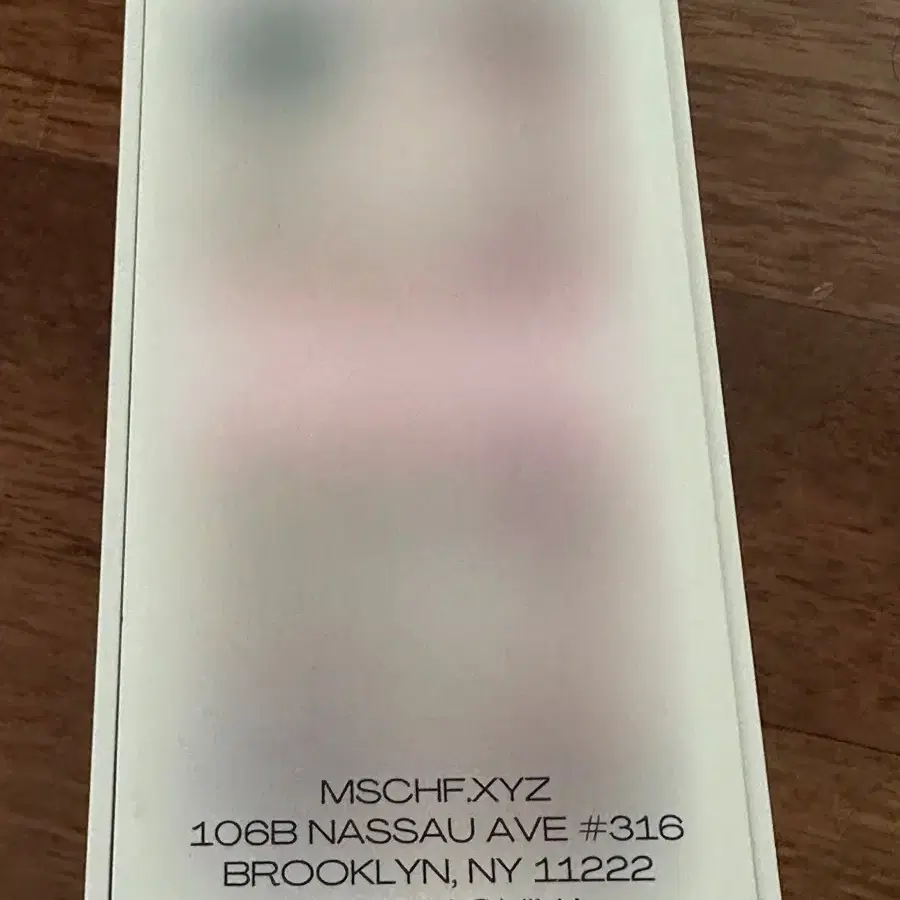 MSCHF.XYZ
106B NASSAU AVE #316
BROOKLYN, NY 11222